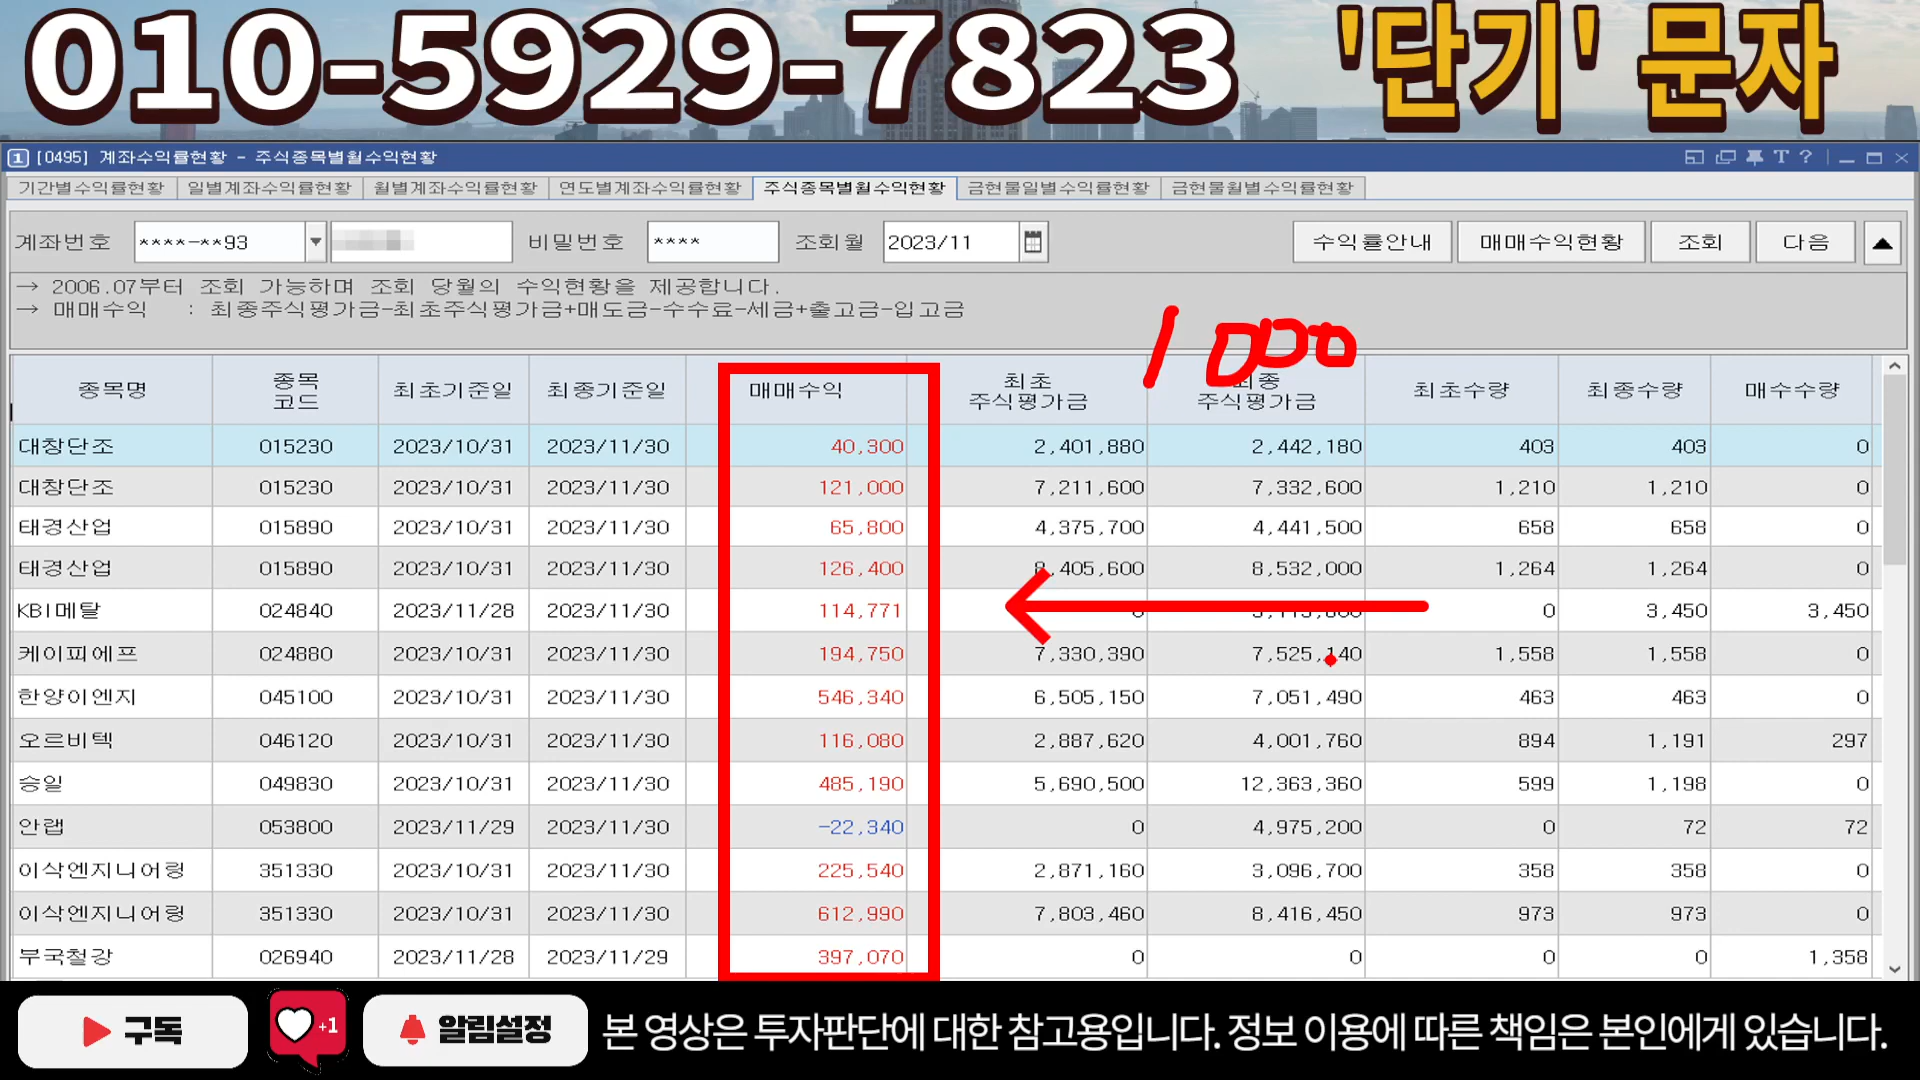 010-5929-7823 '단기' 문자
1 [0495] 계좌수익률현황 - 주식종목별월수익현황
기간별수익률현황 일별계좌수익률현황 월별계좌수익률현황 연도별계좌수익률현황 주식종목별월수익현황 금현물일별수익률현황 금현물월별수익률현황
계좌번호 ****-**93 비밀번호 **** 조회월 2023/11 수익률안내 매매수익현황 조회 다음
→ 2006.07부터 조회 가능하며 조회 당월의 수익현황을 제공합니다.
→ 매매수익 : 최종주식평가금-최초주식평가금+매도금-수수료-세금+출고금-입고금
1000
종목명 종목코드 최초기준일 최종기준일 매매수익 최초주식평가금 최종주식평가금 최초수량 최종수량 매수수량
대창단조 015230 2023/10/31 2023/11/30 40,300 2,401,880 2,442,180 403 403 0
대창단조 015230 2023/10/31 2023/11/30 121,000 7,211,600 7,332,600 1,210 1,210 0
태경산업 015890 2023/10/31 2023/11/30 65,800 4,375,700 4,441,500 658 658 0
태경산업 015890 2023/10/31 2023/11/30 126,400 8,405,600 8,532,000 1,264 1,264 0
KBI메탈 024840 2023/11/28 2023/11/30 114,771 0 0 3,450 3,450
케이피에프 024880 2023/10/31 2023/11/30 194,750 7,330,390 7,525,140 1,558 1,558 0
한양이엔지 045100 2023/10/31 2023/11/30 546,340 6,505,150 7,051,490 463 463 0
오르비텍 046120 2023/10/31 2023/11/30 116,080 2,887,620 4,001,760 894 1,191 297
승일 049830 2023/10/31 2023/11/30 485,190 5,690,500 12,363,360 599 1,198 0
안랩 053800 2023/11/29 2023/11/30 -22,340 0 4,975,200 0 72 72
이삭엔지니어링 351330 2023/10/31 2023/11/30 225,540 2,871,160 3,096,700 358 358 0
이삭엔지니어링 351330 2023/10/31 2023/11/30 612,990 7,803,460 8,416,450 973 973 0
부국철강 026940 2023/11/28 2023/11/29 397,070 0 0 0 0 1,358
구독 +1 알림설정 본 영상은 투자판단에 대한 참고용입니다. 정보 이용에 따른 책임은 본인에게 있습니다.